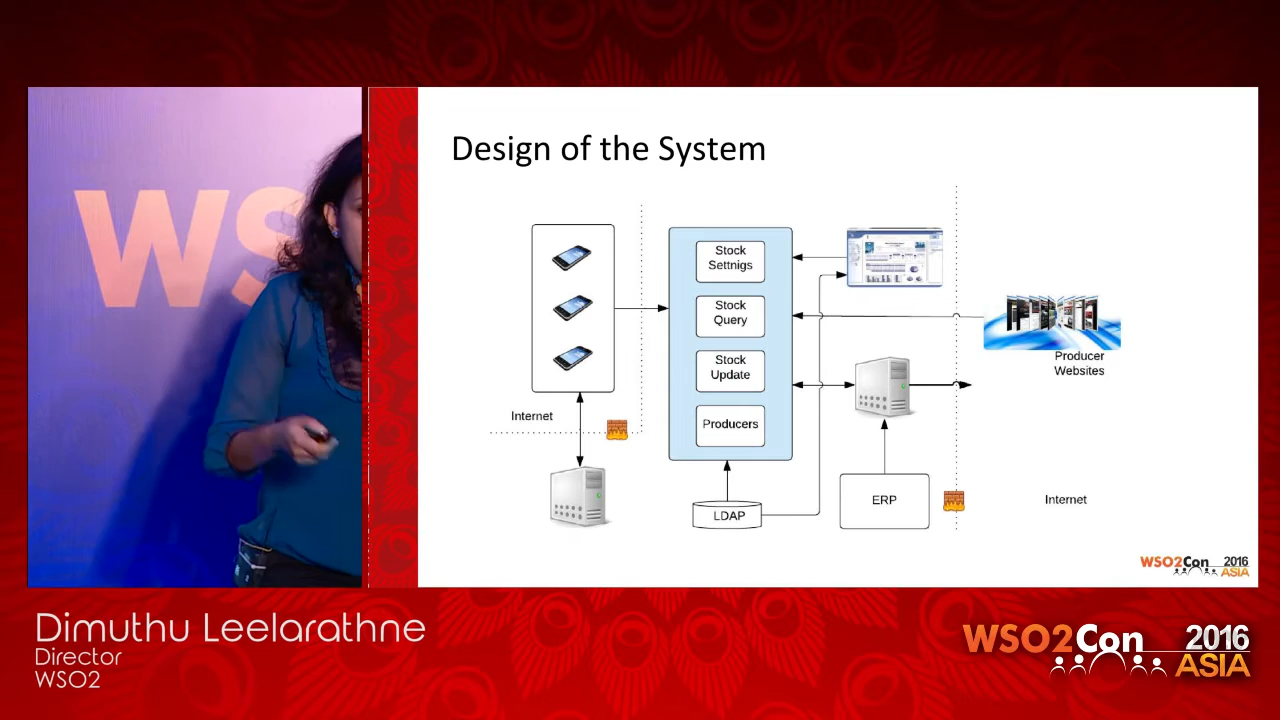 WS
Design of the System
Stock
Settnigs
Stock
Query
Stock
Update
Producers
Internet
LDAP
ERP
Producer
Websites
Internet
WSO2Con 2016
ASIA
Dimuthu Leelarathne
Director
WSO2
WSO2Con 2016
ASIA